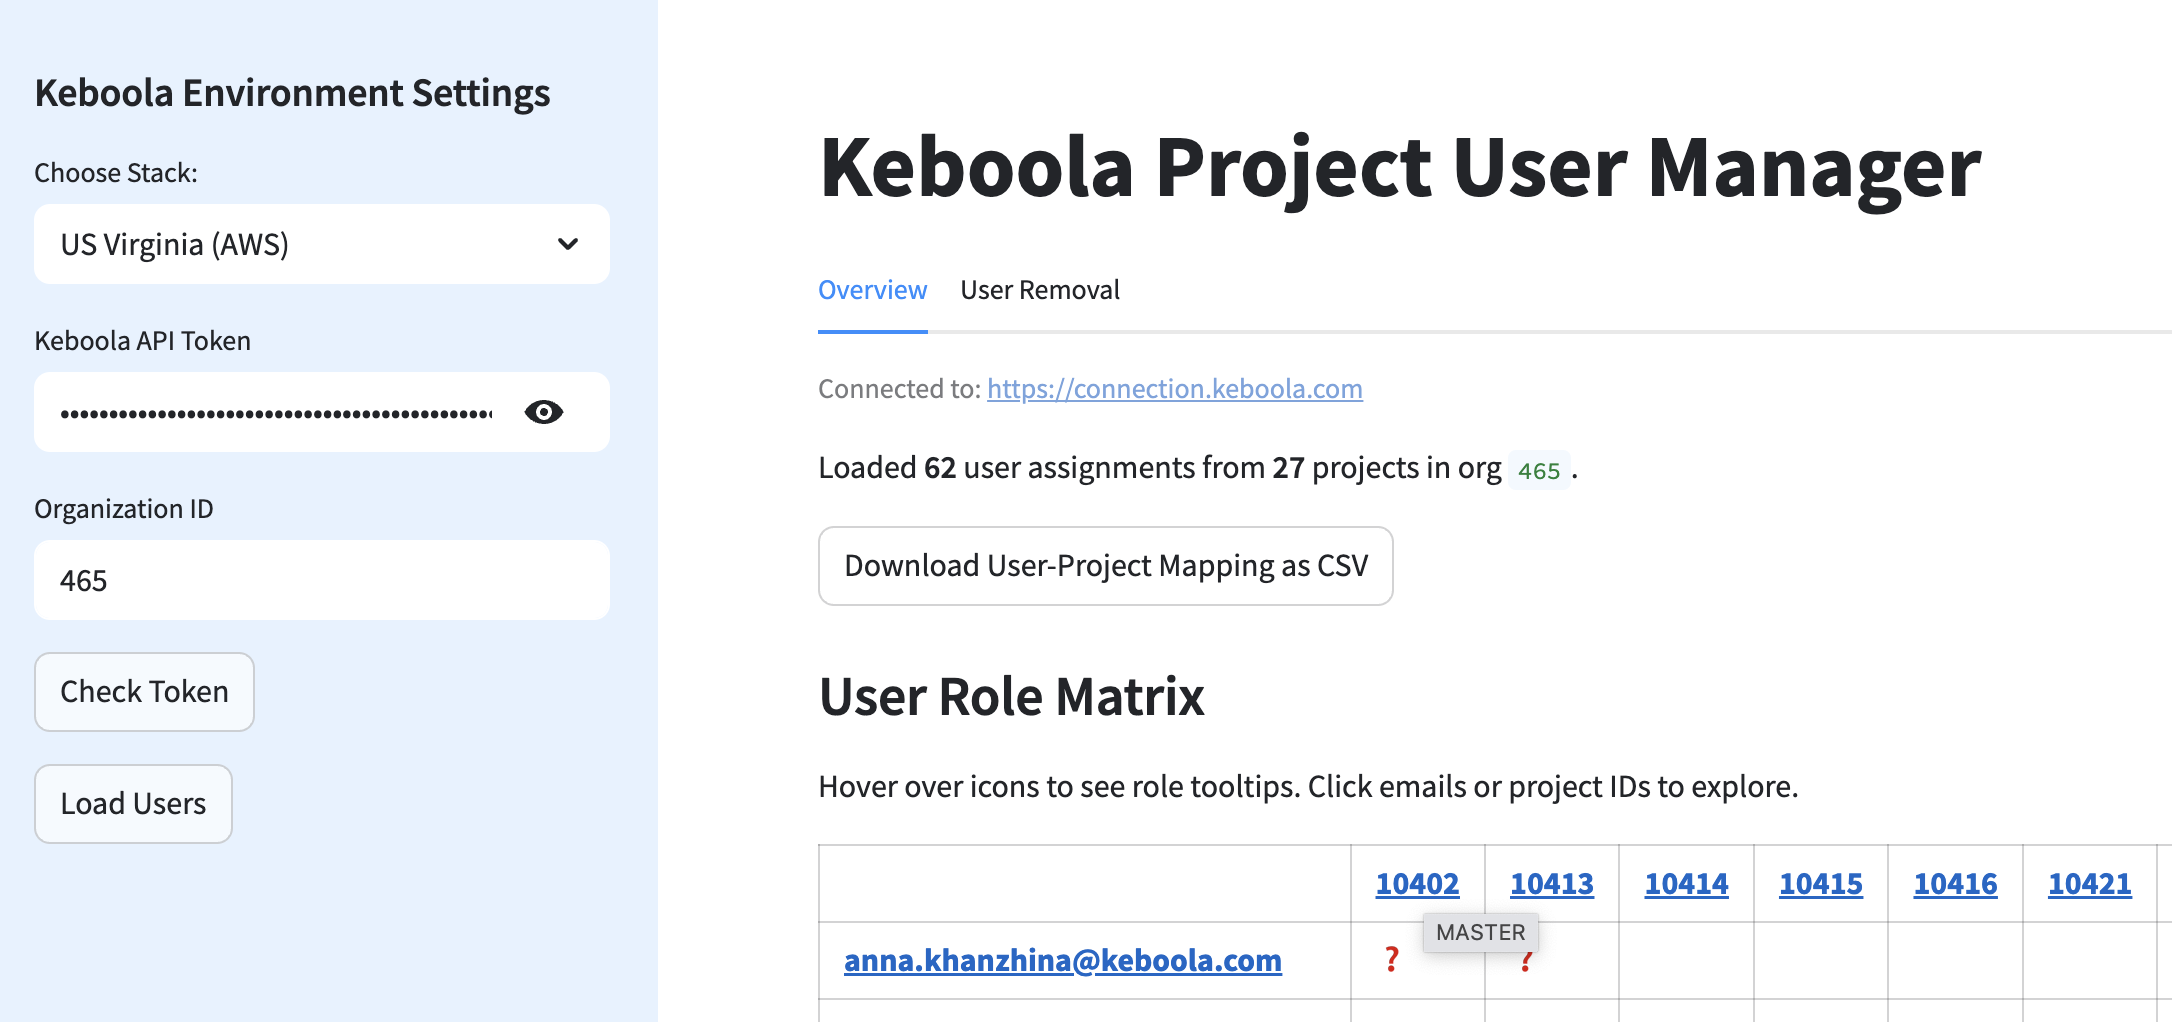 Keboola Environment Settings
Choose Stack:
US Virginia (AWS)
Keboola API Token
••••••••••••••••••••••••••••••••••••••••••••
Organization ID
465
Check Token
Load Users
Keboola Project User Manager
Overview User Removal
Connected to: https://connection.keboola.com
Loaded 62 user assignments from 27 projects in org 465.
Download User-Project Mapping as CSV
User Role Matrix
Hover over icons to see role tooltips. Click emails or project IDs to explore.
10402 10413 10414 10415 10416 10421
MASTER
anna.khanzhina@keboola.com ? ?